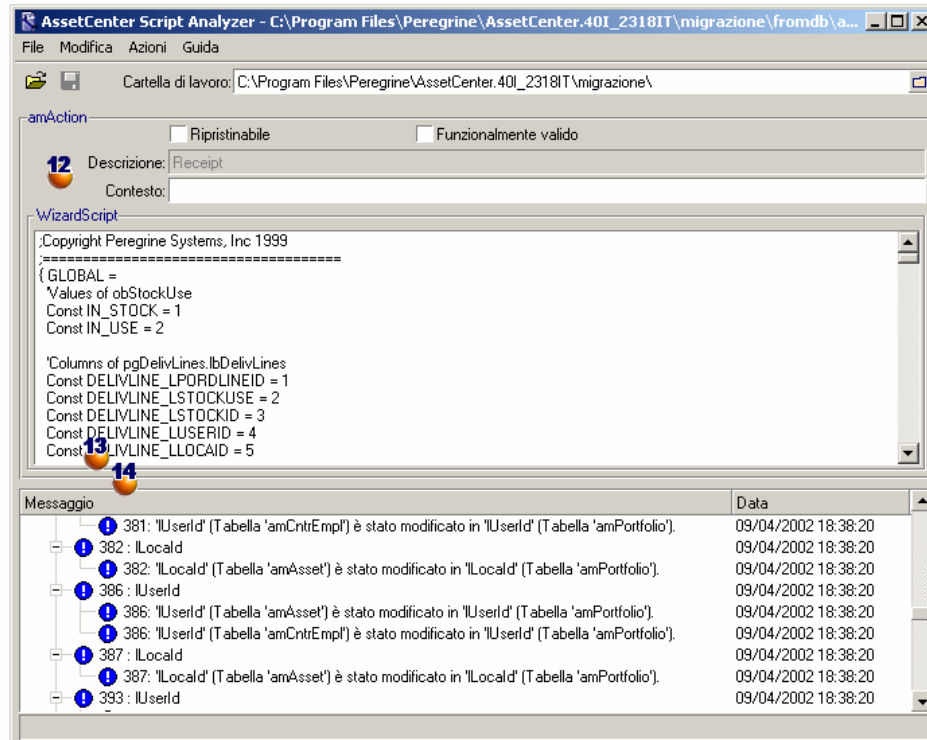 AssetCenter Script Analyzer - C:\Program Files\Peregrine\AssetCenter.40I_2318IT\migrazione\fromdb\a...
File Modifica Azioni Guida
Cartella di lavoro: C:\Program Files\Peregrine\AssetCenter.40I_2318IT\migrazione\
amAction
Ripristinabile Funzionalmente valido
12 Descrizione: Receipt
Contesto:
WizardScript
;Copyright Peregrine Systems, Inc 1999
;=====================================
{ GLOBAL =
'Values of obStockUse
Const IN_STOCK = 1
Const IN_USE = 2
'Columns of pgDelivLines.lbDelivLines
Const DELIVLINE_LPORDLINEID = 1
Const DELIVLINE_LSTOCKUSE = 2
Const DELIVLINE_LSTOCKID = 3
Const DELIVLINE_LUSERID = 4
Const DELIVLINE_LLOCAID = 5
13
14
Messaggio Data
381: 'lUserId' (Tabella 'amCntrEmpl') è stato modificato in 'lUserId' (Tabella 'amPortfolio'). 09/04/2002 18:38:20
382 : lLocaId 09/04/2002 18:38:20
382: 'lLocaId' (Tabella 'amAsset') è stato modificato in 'lLocaId' (Tabella 'amPortfolio'). 09/04/2002 18:38:20
386 : lUserId 09/04/2002 18:38:20
386: 'lUserId' (Tabella 'amAsset') è stato modificato in 'lUserId' (Tabella 'amPortfolio'). 09/04/2002 18:38:20
386: 'lUserId' (Tabella 'amCntrEmpl') è stato modificato in 'lUserId' (Tabella 'amPortfolio'). 09/04/2002 18:38:20
387 : lLocaId 09/04/2002 18:38:20
387: 'lLocaId' (Tabella 'amAsset') è stato modificato in 'lLocaId' (Tabella 'amPortfolio'). 09/04/2002 18:38:20
393 : lUserId 09/04/2002 18:38:20